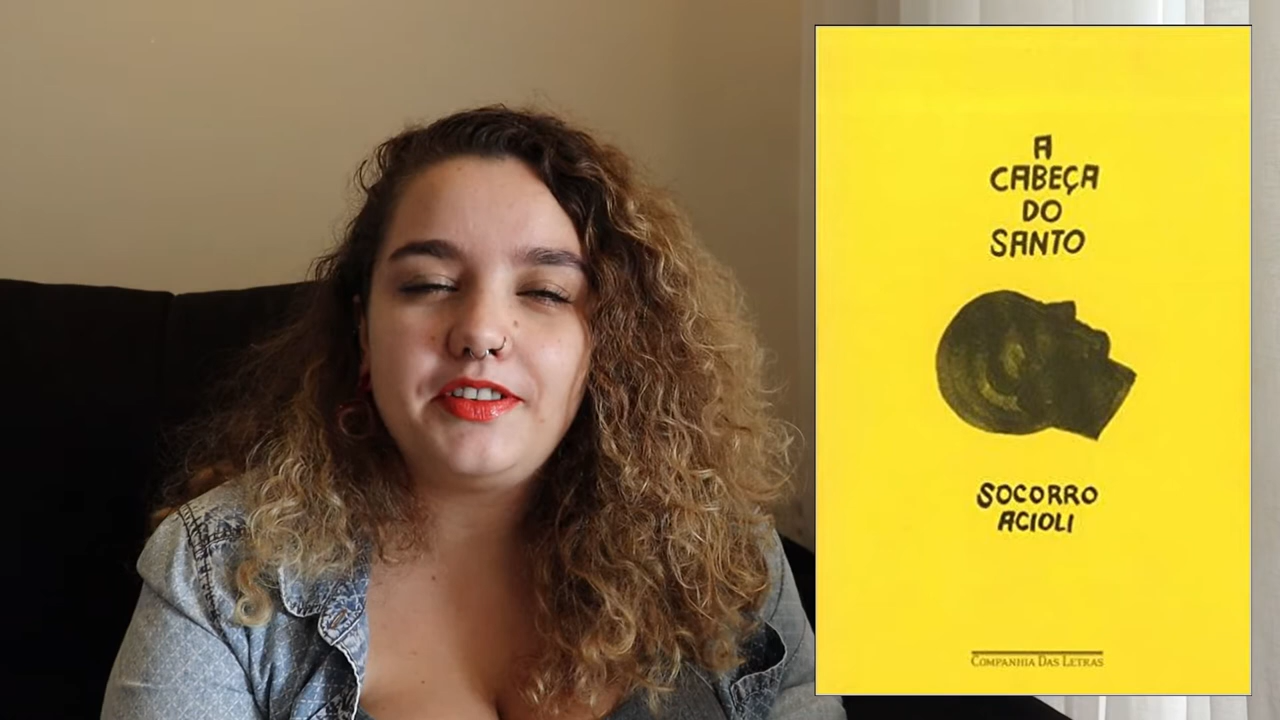 A
CABEÇA
DO
SANTO
SOCORRO
ACIOLI
COMPANHIA DAS LETRAS